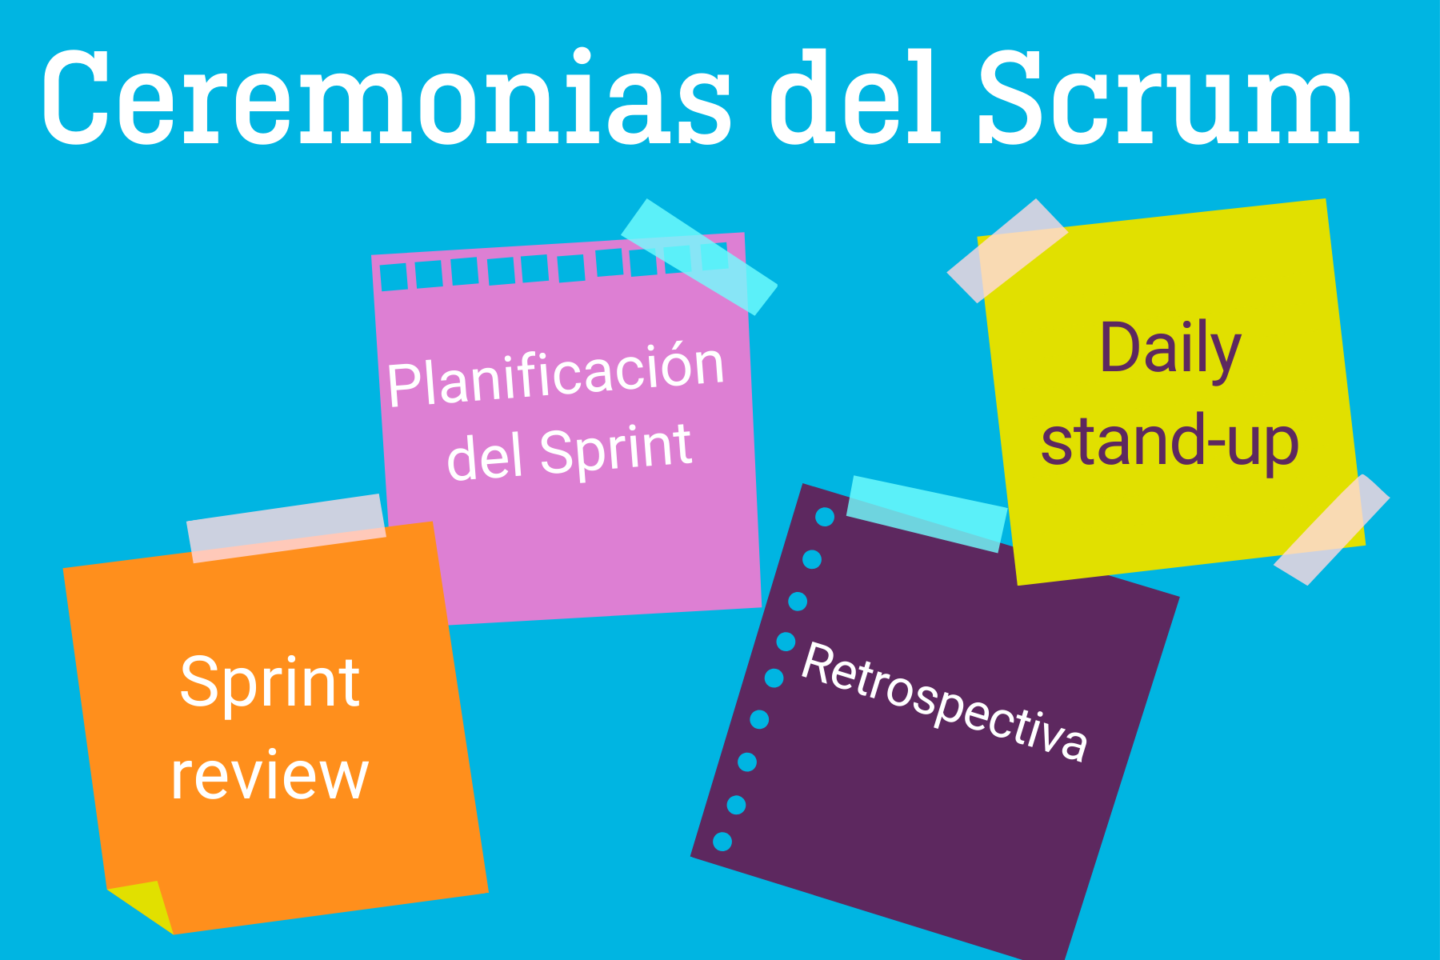 Ceremonias del Scrum
Planificación
del Sprint
Daily
stand-up
Sprint
review
Retrospectiva